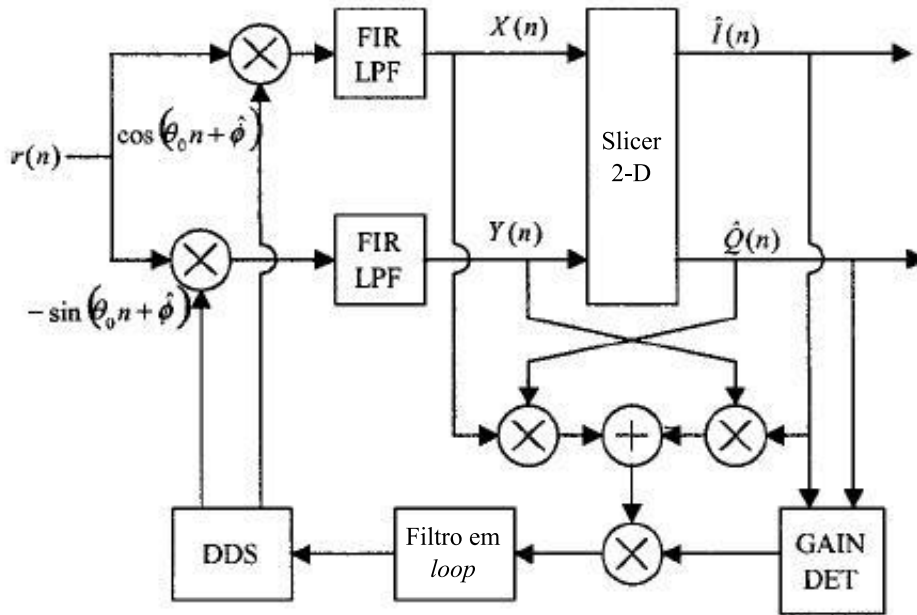 FIR
LPF
X(n)
Î(n)
r(n)
cos(θ₀n + φ̂)
Slicer
2-D
FIR
LPF
Y(n)
Q̂(n)
−sin(θ₀n + φ̂)
DDS
Filtro em
loop
GAIN
DET